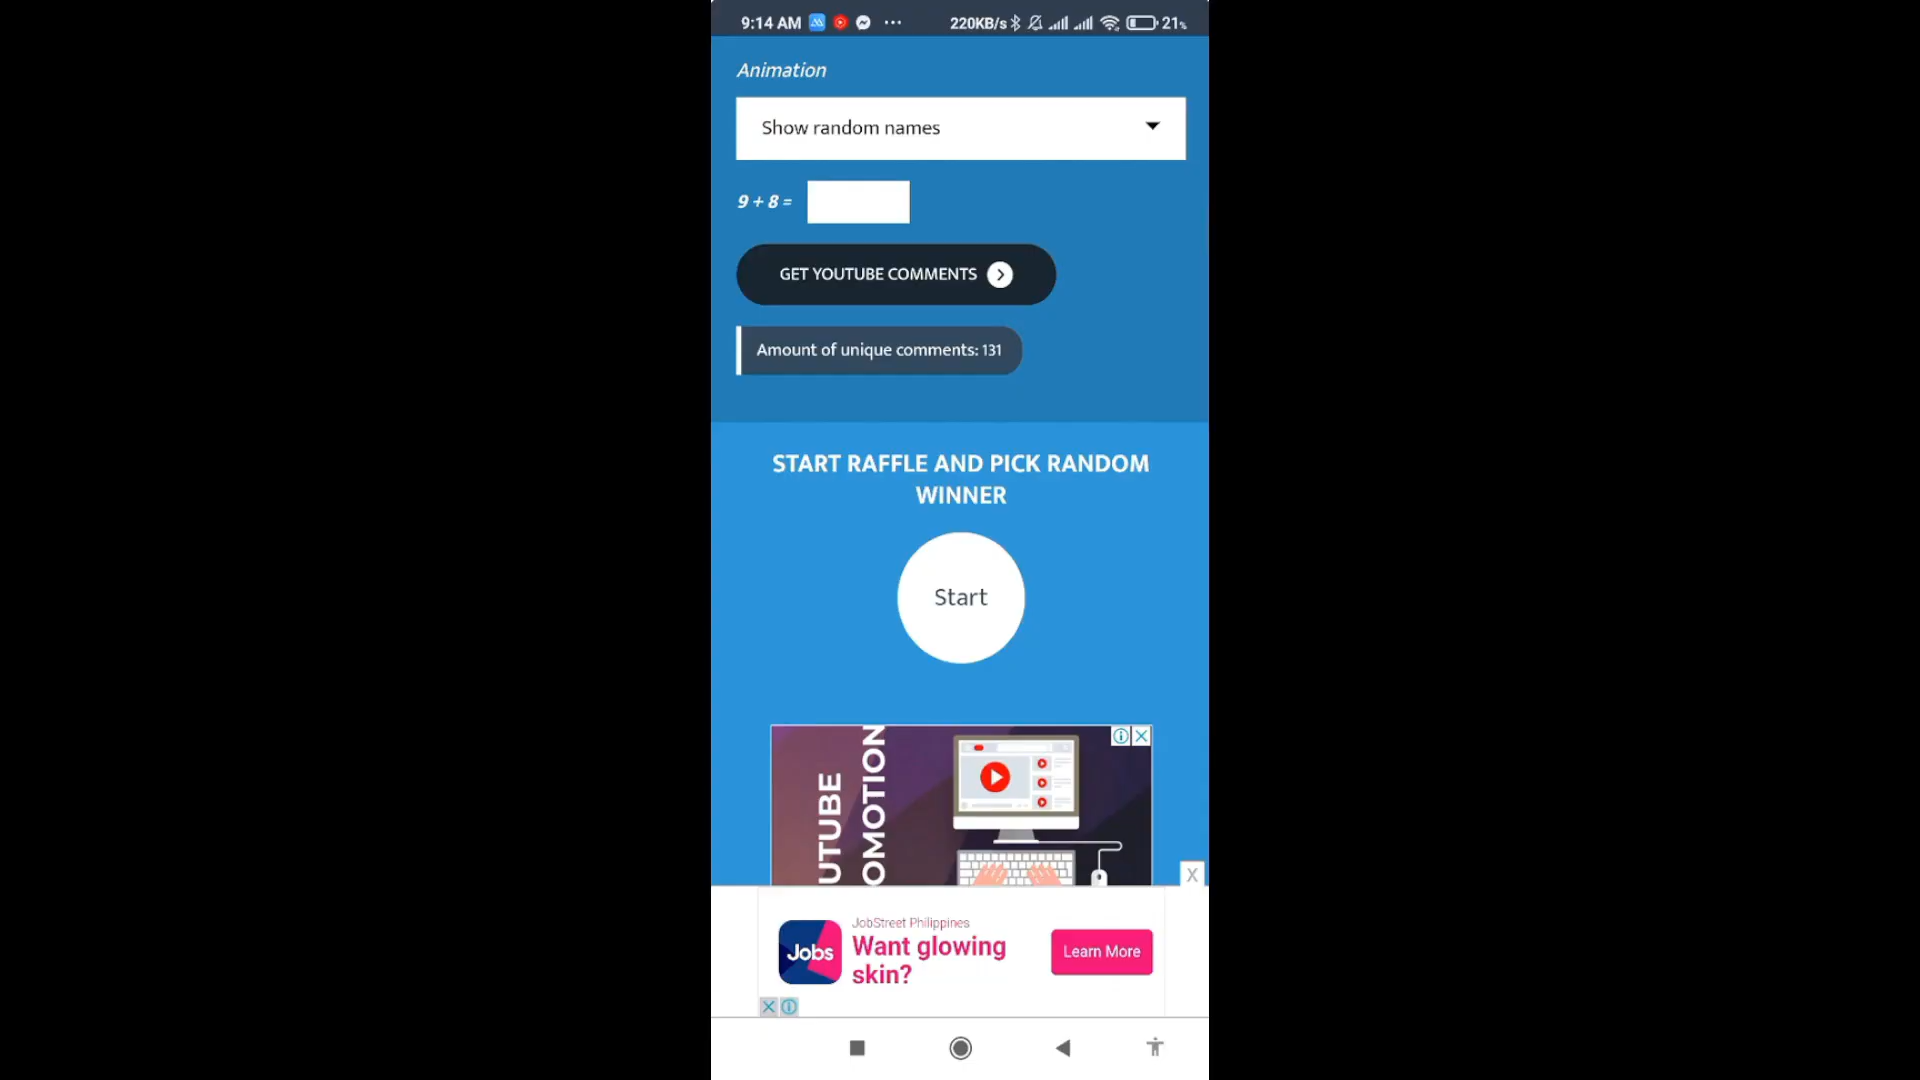 9:14 AM ... 220KB/s 21%
Animation
Show random names
9 + 8 =
GET YOUTUBE COMMENTS
Amount of unique comments: 131
START RAFFLE AND PICK RANDOM
WINNER
Start
UTUBE
OMOTION
X
JobStreet Philippines
Jobs
Want glowing
skin?
Learn More